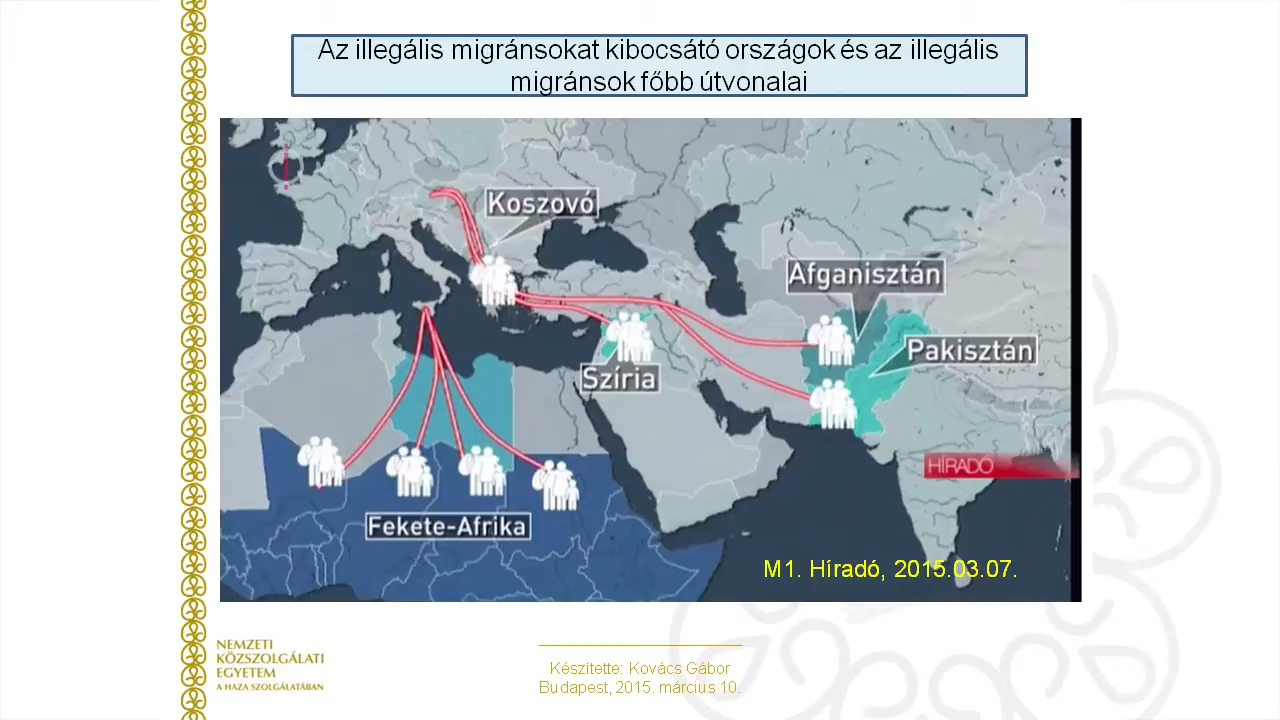 Az illegális migránsokat kibocsátó országok és az illegális
migránsok főbb útvonalai
Koszovó
Afganisztán
Pakisztán
Szíria
HÍRADÓ
Fekete-Afrika
M1. Híradó, 2015.03.07.
NEMZETI
KÖZSZOLGÁLATI
EGYETEM
A HAZA SZOLGÁLATÁBAN
Készítette: Kovács Gábor
Budapest, 2015. március 10.